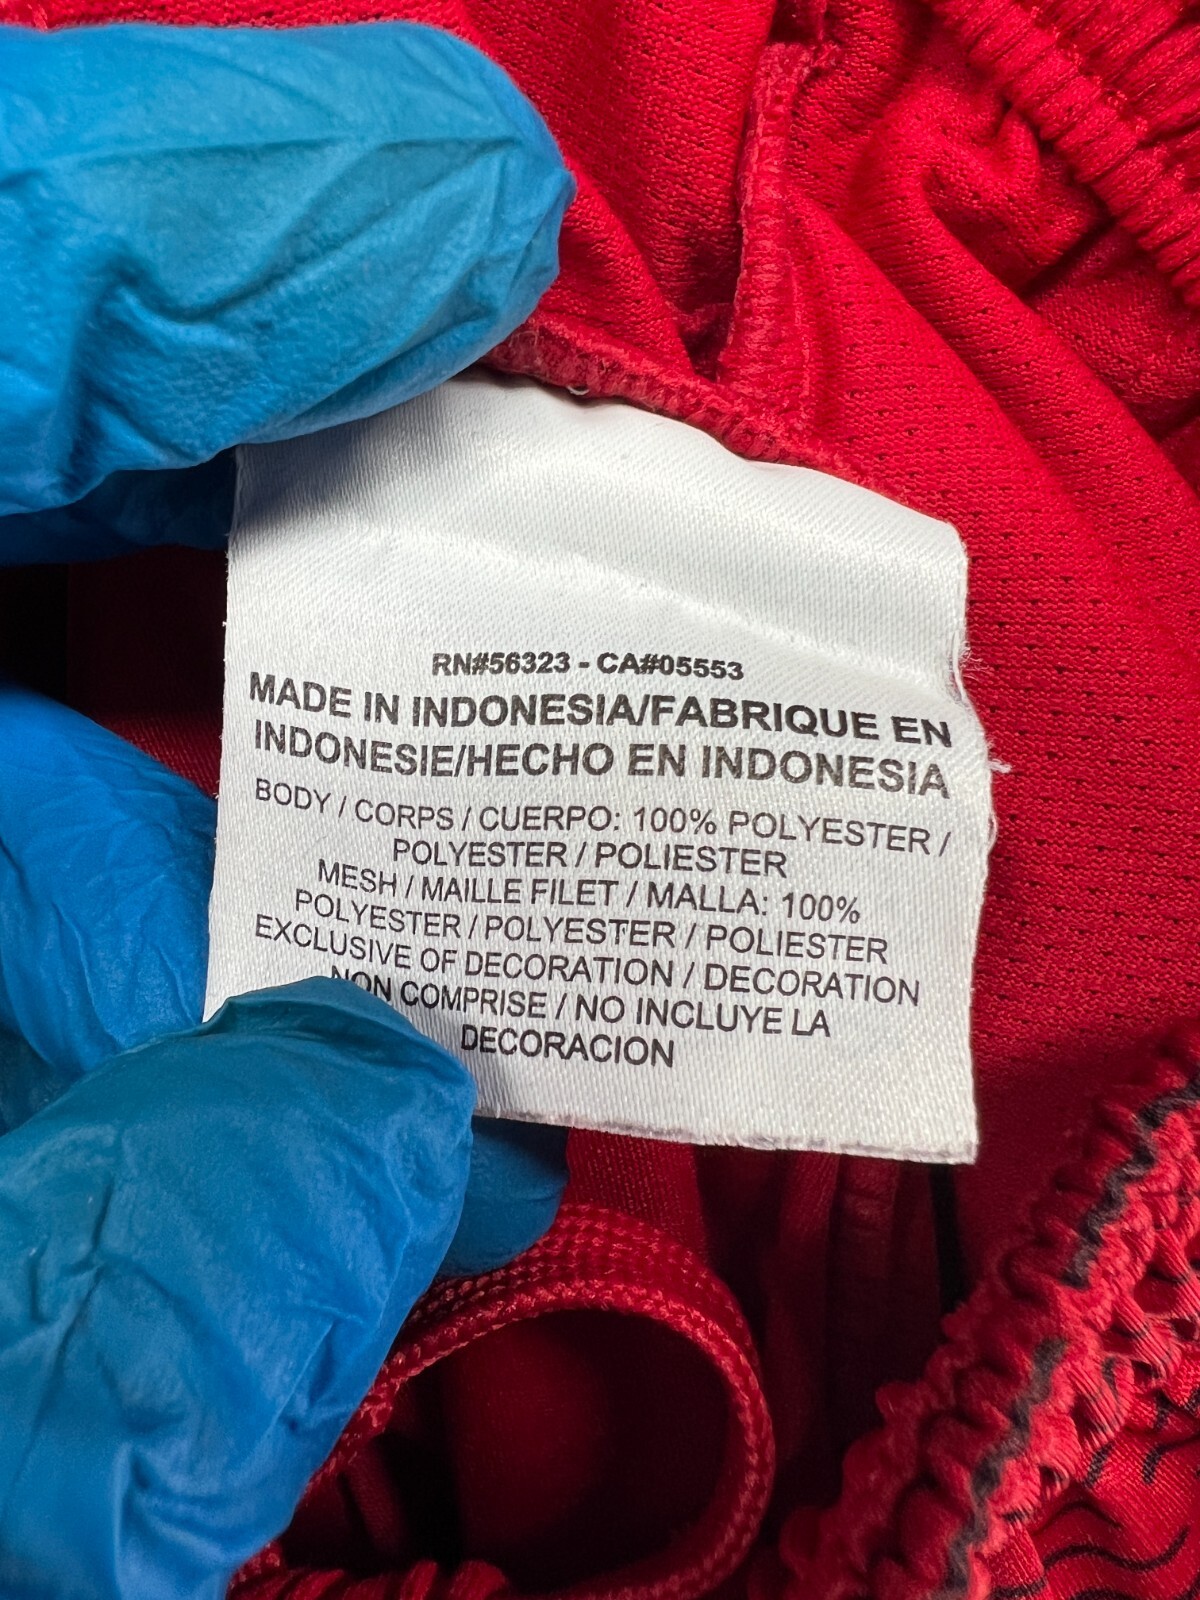 RN#56323 - CA#05553
MADE IN INDONESIA/FABRIQUE EN
INDONESIE/HECHO EN INDONESIA
BODY / CORPS / CUERPO: 100% POLYESTER /
POLYESTER / POLIESTER
MESH / MAILLE FILET / MALLA: 100%
POLYESTER / POLYESTER / POLIESTER
EXCLUSIVE OF DECORATION / DECORATION
NON COMPRISE / NO INCLUYE LA
DECORACION